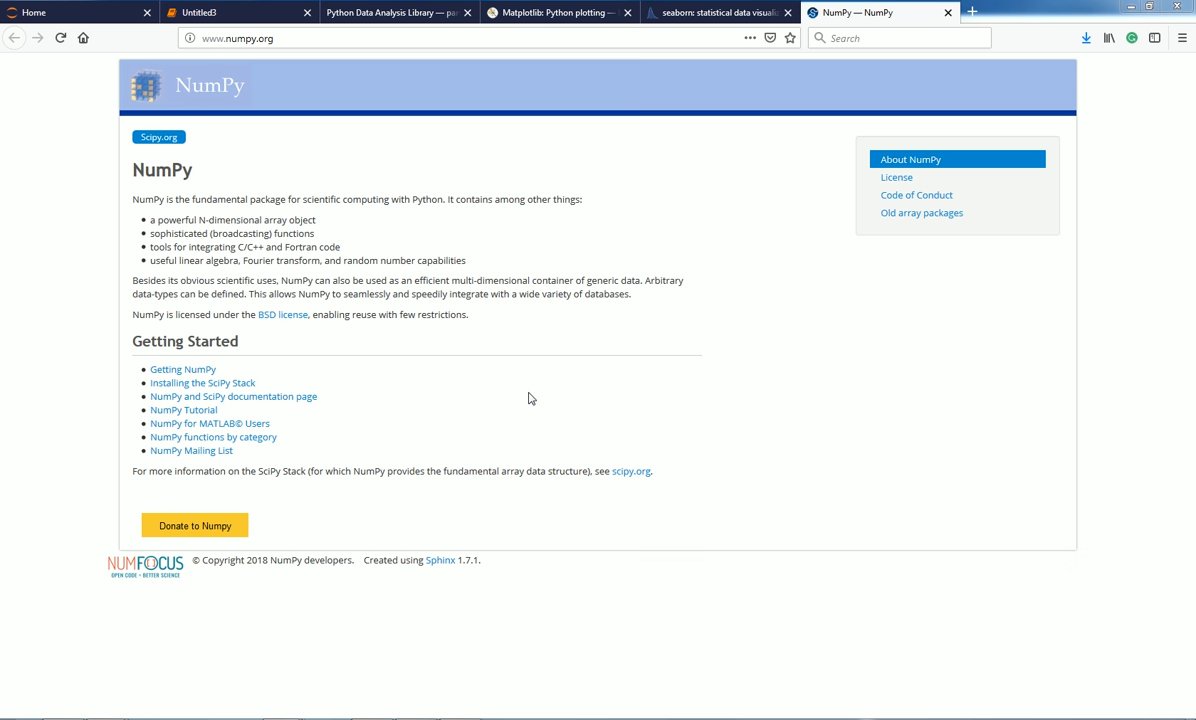 Home
Untitled3
Python Data Analysis Library — pan
Matplotlib: Python plotting —
seaborn: statistical data visualiz
NumPy — NumPy
www.numpy.org
Search
NumPy
Scipy.org
NumPy
NumPy is the fundamental package for scientific computing with Python. It contains among other things:
a powerful N-dimensional array object
sophisticated (broadcasting) functions
tools for integrating C/C++ and Fortran code
useful linear algebra, Fourier transform, and random number capabilities
Besides its obvious scientific uses, NumPy can also be used as an efficient multi-dimensional container of generic data. Arbitrary
data-types can be defined. This allows NumPy to seamlessly and speedily integrate with a wide variety of databases.
NumPy is licensed under the BSD license, enabling reuse with few restrictions.
Getting Started
Getting NumPy
Installing the SciPy Stack
NumPy and SciPy documentation page
NumPy Tutorial
NumPy for MATLAB© Users
NumPy functions by category
NumPy Mailing List
For more information on the SciPy Stack (for which NumPy provides the fundamental array data structure), see scipy.org.
Donate to Numpy
About NumPy
License
Code of Conduct
Old array packages
NUMFOCUS
OPEN CODE = BETTER SCIENCE
© Copyright 2018 NumPy developers. Created using Sphinx 1.7.1.